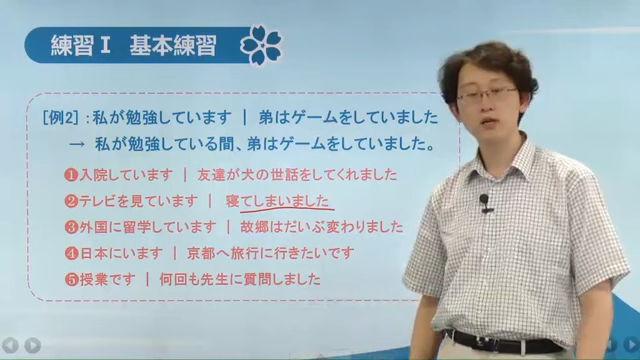 練習Ⅰ 基本練習
[例2]:私が勉強しています | 弟はゲームをしていました
→ 私が勉強している間、弟はゲームをしていました。
❶入院しています | 友達が犬の世話をしてくれました
❷テレビを見ています | 寝てしまいました
❸外国に留学しています | 故郷はだいぶ変わりました
❹日本にいます | 京都へ旅行に行きたいです
❺授業です | 何回も先生に質問しました